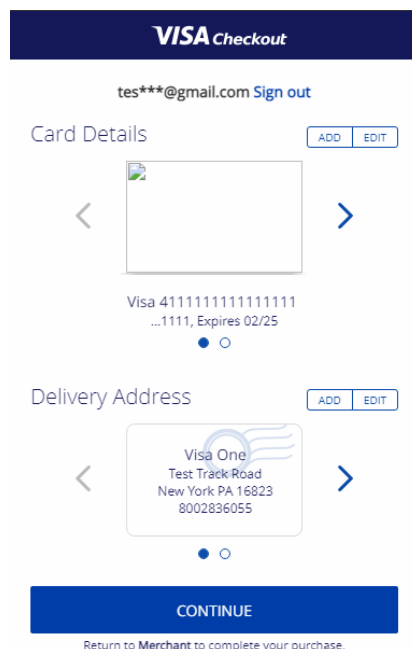 VISA Checkout
tes***@gmail.com Sign out
Card Details
ADD EDIT
Visa 4111111111111111
...1111, Expires 02/25
Delivery Address
ADD EDIT
Visa One
Test Track Road
New York PA 16823
8002836055
CONTINUE
Return to Merchant to complete your purchase.